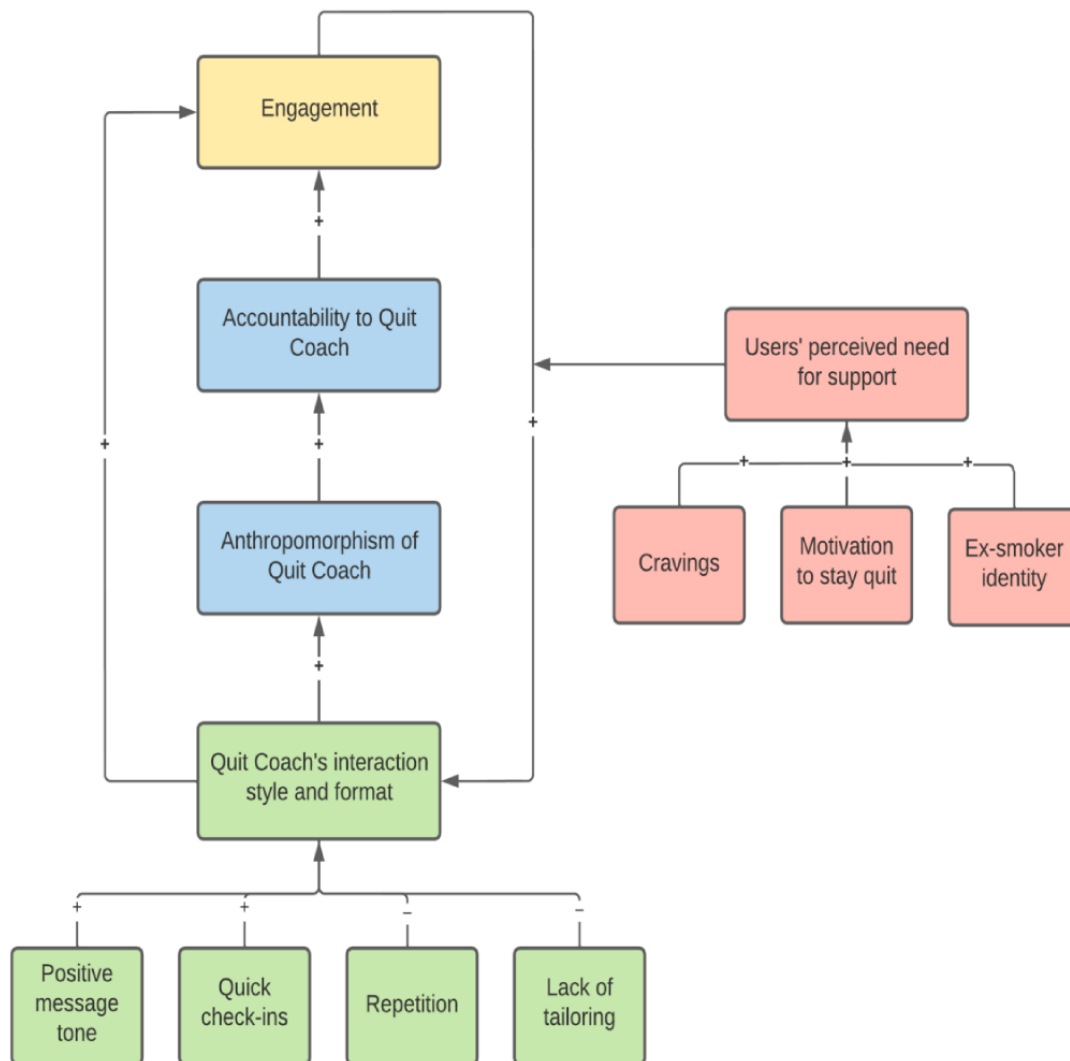 Engagement
+
Accountability to Quit
Coach
Users' perceived need
for support
+
+
+
+
+
+
Anthropomorphism of
Quit Coach
Cravings
Motivation
to stay quit
Ex-smoker
identity
+
Quit Coach's interaction
style and format
+
+
–
–
Positive
message
tone
Quick
check-ins
Repetition
Lack of
tailoring